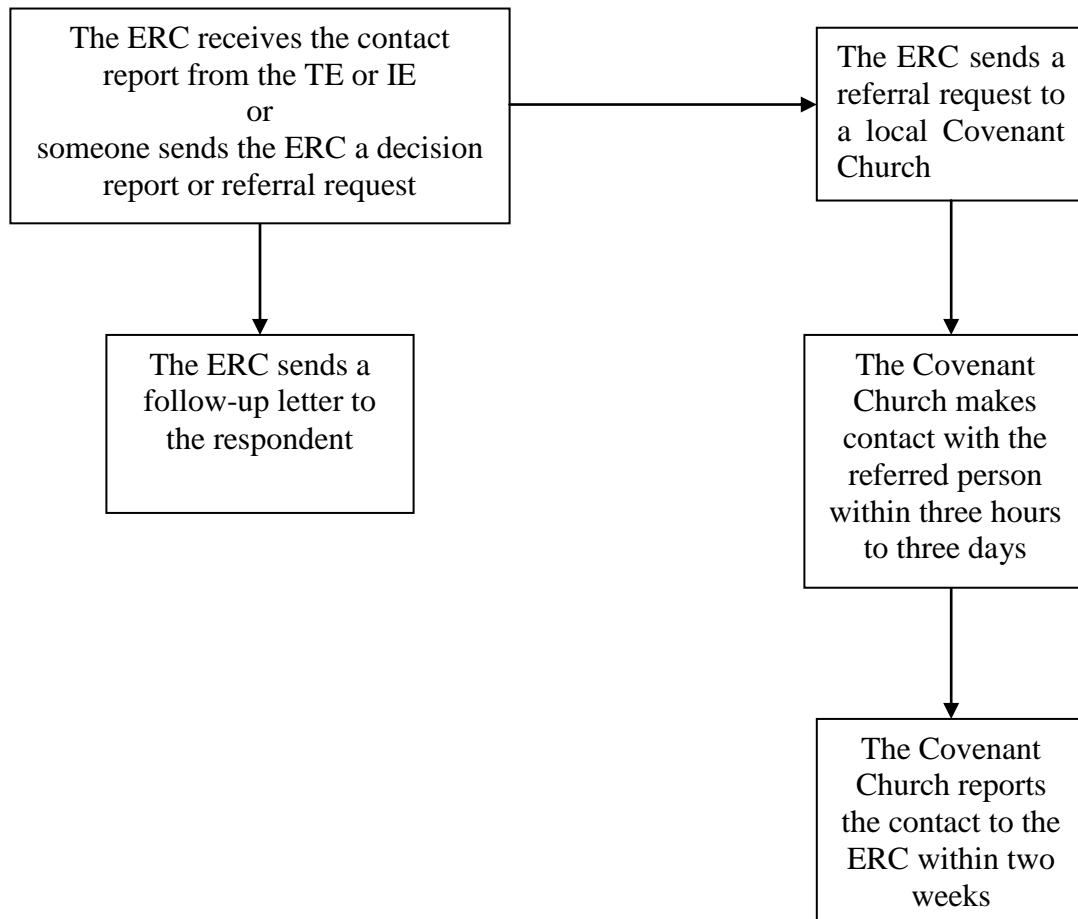 The ERC receives the contact
report from the TE or IE
or
someone sends the ERC a decision
report or referral request
The ERC sends a
referral request to
a local Covenant
Church
The ERC sends a
follow-up letter to
the respondent
The Covenant
Church makes
contact with the
referred person
within three hours
to three days
The Covenant
Church reports
the contact to the
ERC within two
weeks